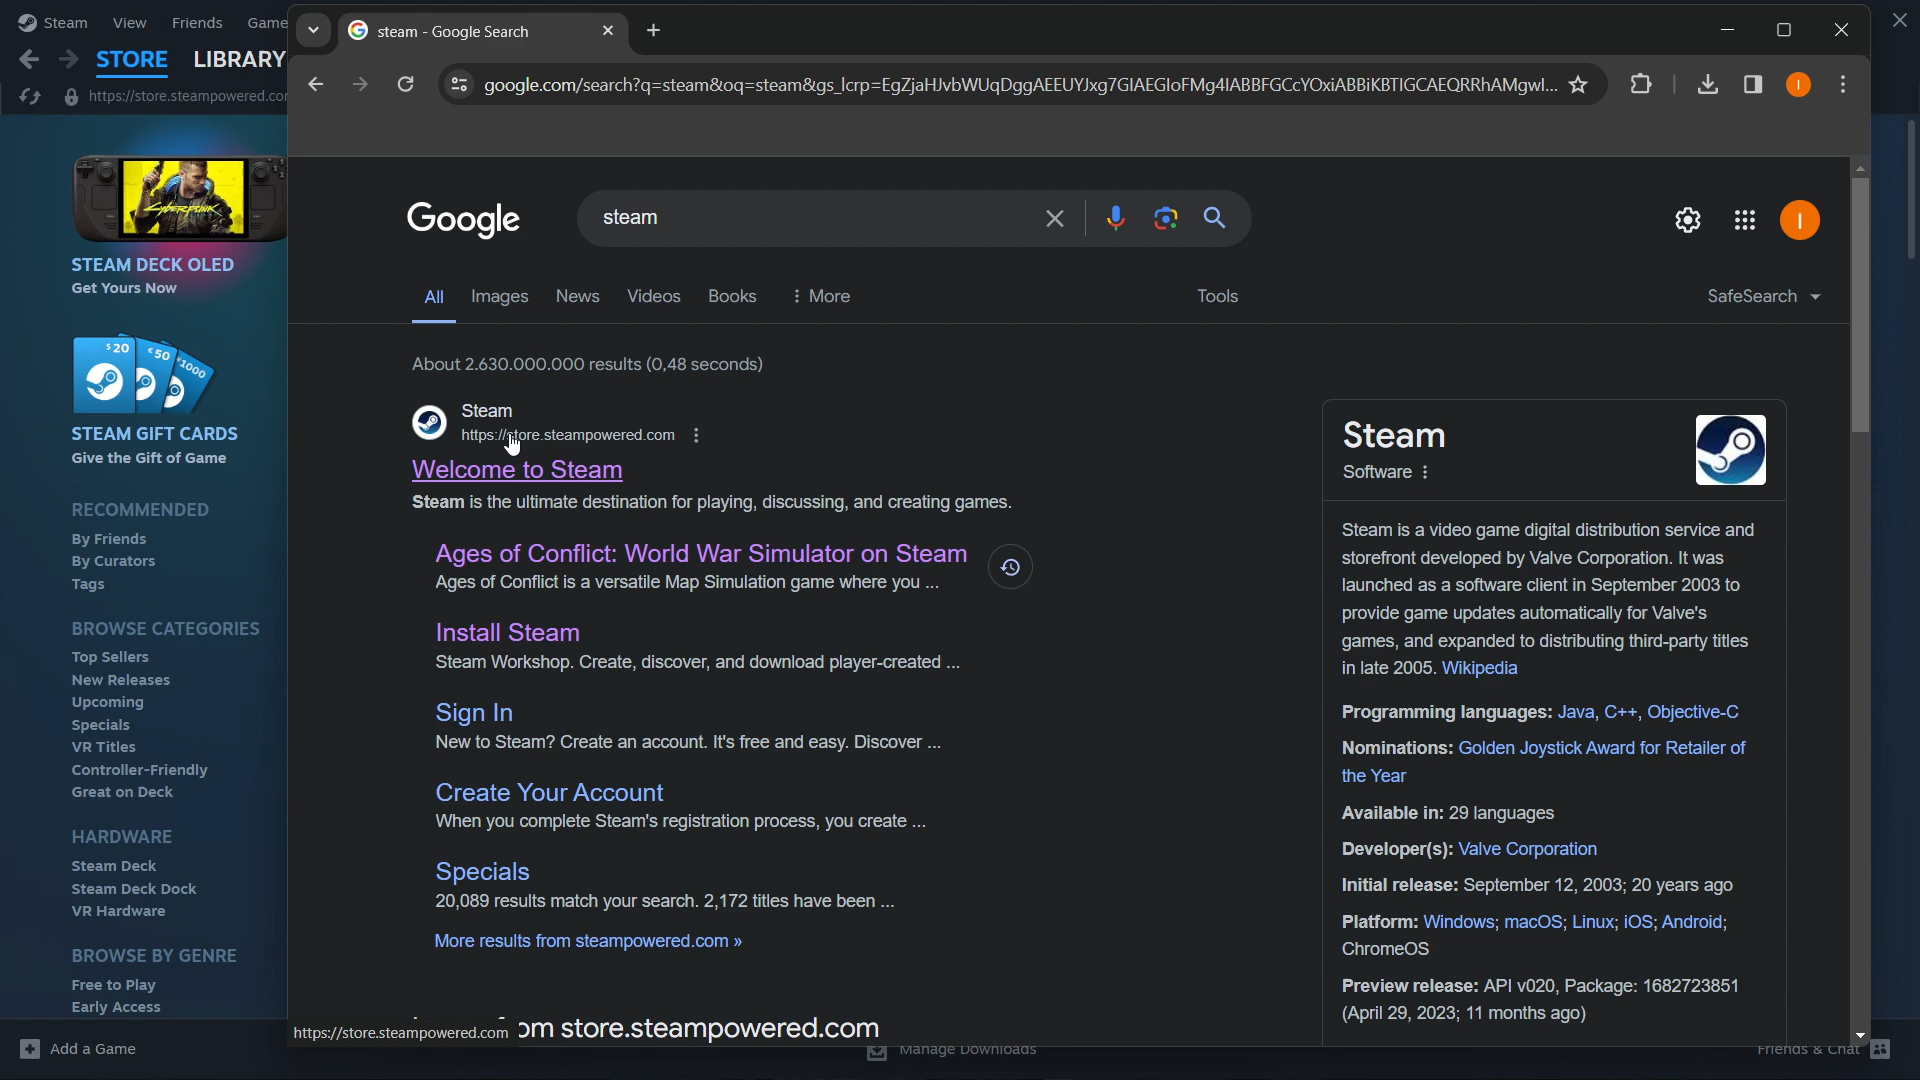 Steam View Friends Game
STORE LIBRARY
https://store.steampowered.co
STEAM DECK OLED
Get Yours Now
$20 €50 1000
STEAM GIFT CARDS
Give the Gift of Game
RECOMMENDED
By Friends
By Curators
Tags
BROWSE CATEGORIES
Top Sellers
New Releases
Upcoming
Specials
VR Titles
Controller-Friendly
Great on Deck
HARDWARE
Steam Deck
Steam Deck Dock
VR Hardware
BROWSE BY GENRE
Free to Play
Early Access
Add a Game
steam - Google Search
google.com/search?q=steam&oq=steam&gs_lcrp=EgZjaHJvbWUqDggAEEUYJxg7GIAEGIoFMg4IABBFGCcYOxiABBiKBTIGCAEQRRhAMgwI...
I
Google
steam
I
All Images News Videos Books More Tools SafeSearch
About 2.630.000.000 results (0,48 seconds)
Steam
https://store.steampowered.com
Welcome to Steam
Steam is the ultimate destination for playing, discussing, and creating games.
Ages of Conflict: World War Simulator on Steam
Ages of Conflict is a versatile Map Simulation game where you ...
Install Steam
Steam Workshop. Create, discover, and download player-created ...
Sign In
New to Steam? Create an account. It's free and easy. Discover ...
Create Your Account
When you complete Steam's registration process, you create ...
Specials
20,089 results match your search. 2,172 titles have been ...
More results from steampowered.com »
om store.steampowered.com
https://store.steampowered.com
Steam
Software
Steam is a video game digital distribution service and
storefront developed by Valve Corporation. It was
launched as a software client in September 2003 to
provide game updates automatically for Valve's
games, and expanded to distributing third-party titles
in late 2005. Wikipedia
Programming languages: Java, C++, Objective-C
Nominations: Golden Joystick Award for Retailer of
the Year
Available in: 29 languages
Developer(s): Valve Corporation
Initial release: September 12, 2003; 20 years ago
Platform: Windows; macOS; Linux; iOS; Android;
ChromeOS
Preview release: API v020, Package: 1682723851
(April 29, 2023; 11 months ago)
Manage Downloads
Friends & Chat